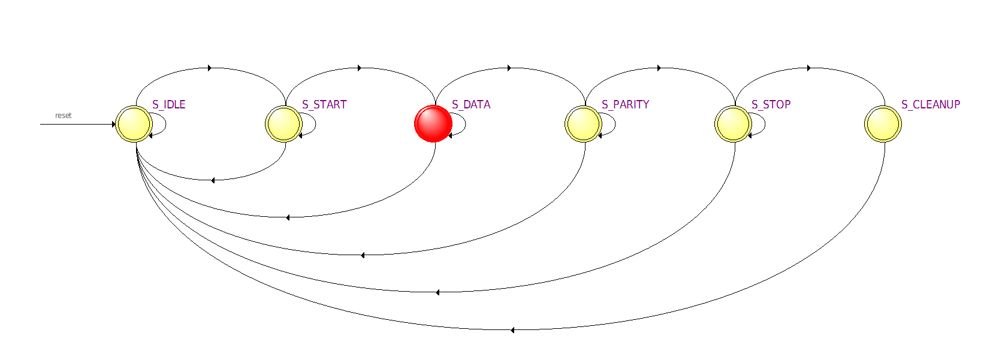 S_IDLE
S_START
S_DATA
S_PARITY
S_STOP
S_CLEANUP
reset